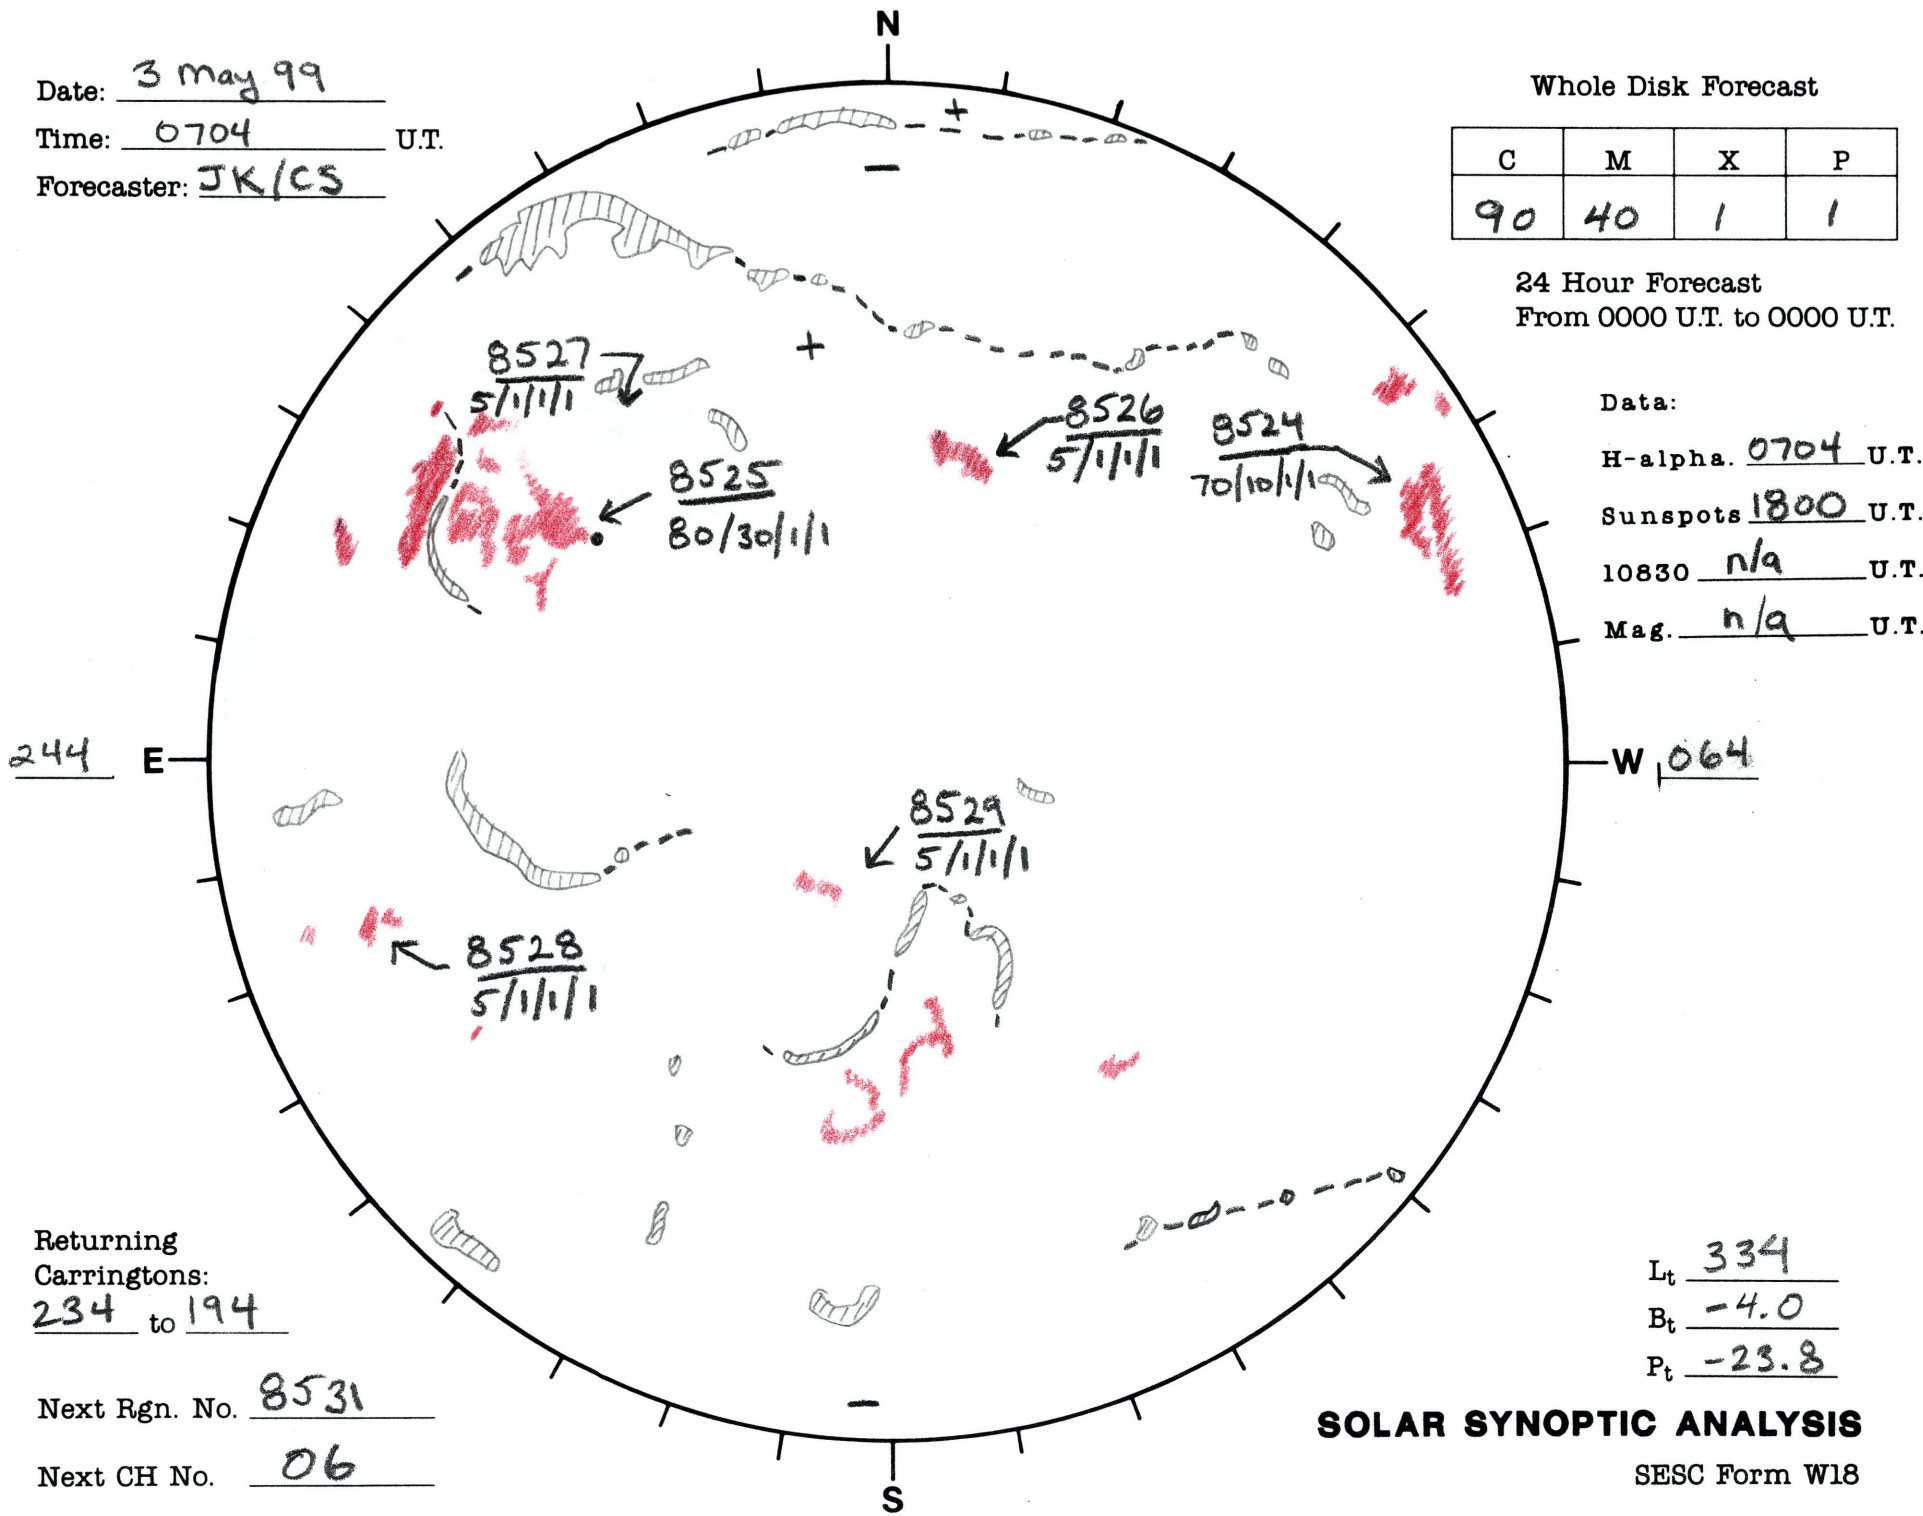 N
Date: 3 May 99
Time: 0704 U.T.
Forecaster: JK/CS
Whole Disk Forecast
C M X P
90 40 1 1
24 Hour Forecast
From 0000 U.T. to 0000 U.T.
+
−
+
8527
5/1/1/1
8525
80/30/1/1
8526
5/1/1/1
8524
70/10/1/1
Data:
H-alpha. 0704 U.T.
Sunspots 1800 U.T.
10830 n/a U.T.
Mag. n/a U.T.
244 E
W 064
8529
5/1/1/1
8528
5/1/1/1
Returning
Carringtons:
234 to 194
Next Rgn. No. 8531
Next CH No. 06
−
S
Lt 334
Bt -4.0
Pt -23.8
SOLAR SYNOPTIC ANALYSIS
SESC Form W18